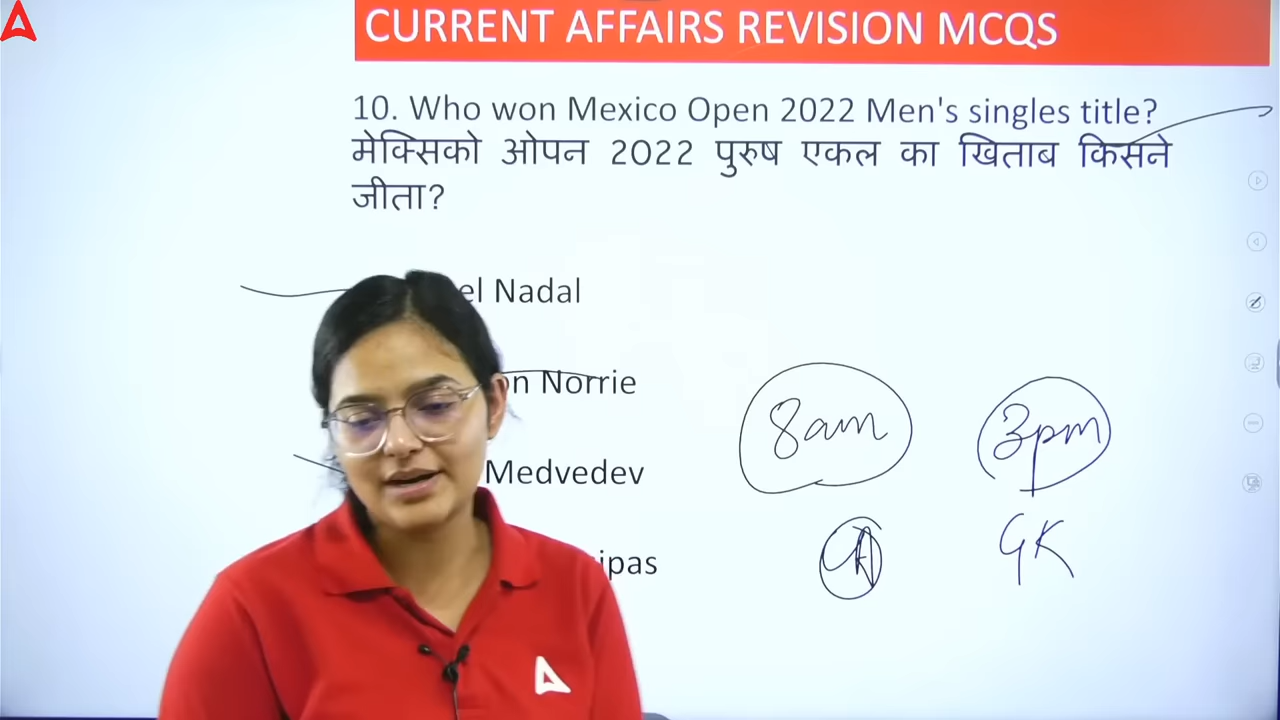 CURRENT AFFAIRS REVISION MCQS
10. Who won Mexico Open 2022 Men's singles title?
मेक्सिको ओपन 2022 पुरुष एकल का खिताब किसने
जीता?
el Nadal
on Norrie
Medvedev
ipas
8am 3pm
CA GK